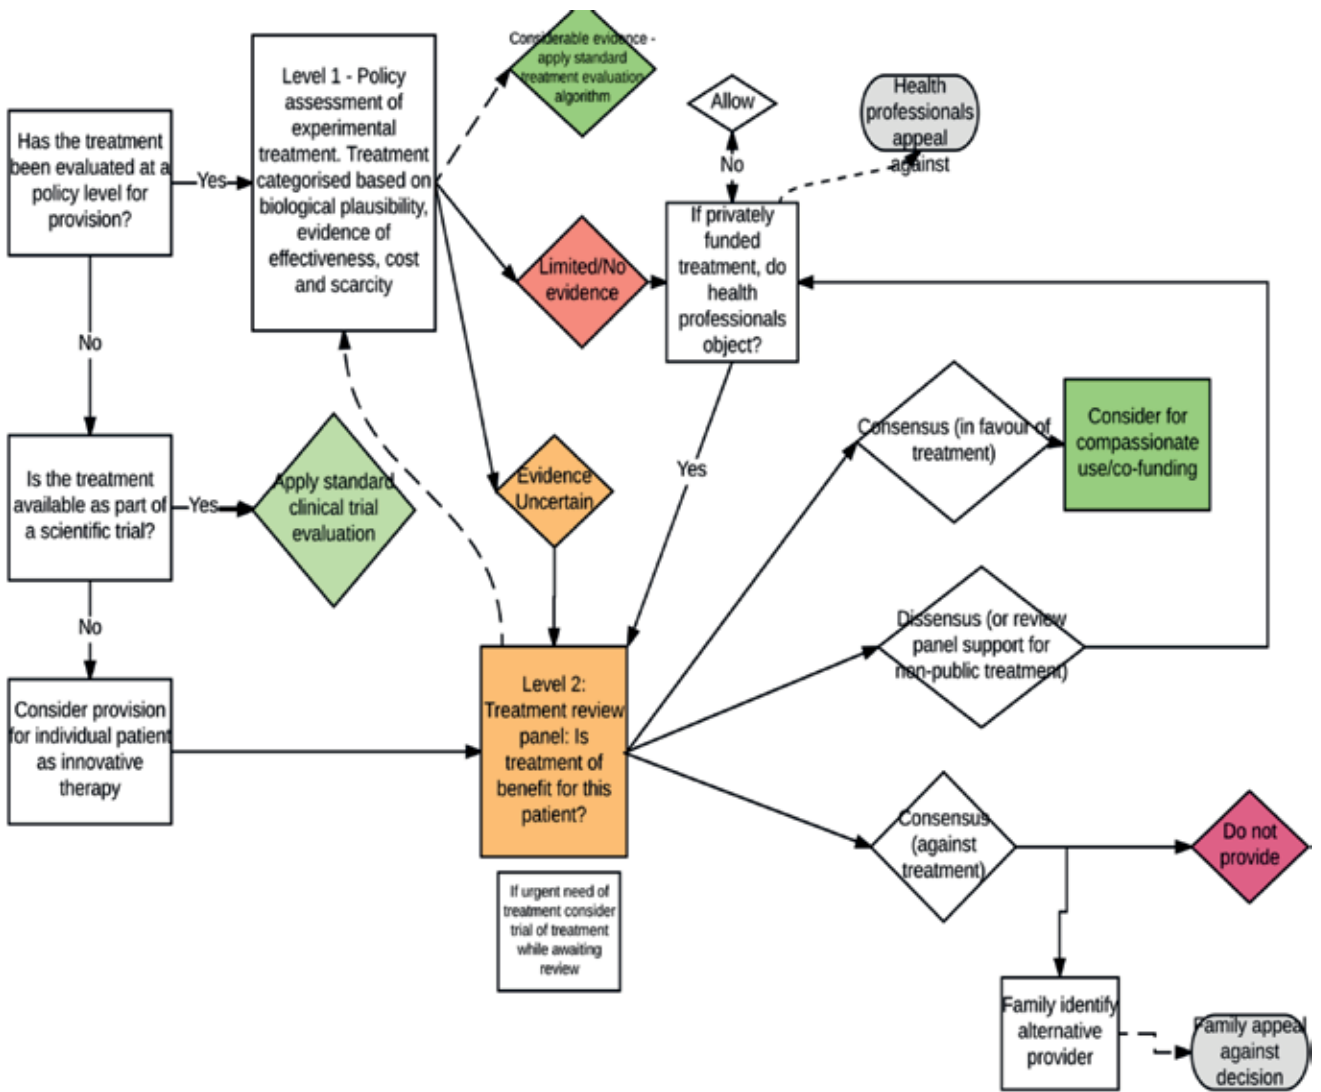 Has the treatment
been evaluated at a
policy level for
provision?
Yes
Level 1 - Policy
assessment of
experimental
treatment. Treatment
categorised based on
biological plausibility,
evidence of
effectiveness, cost
and scarcity
Considerable evidence -
apply standard
treatment evaluation
algorithm
Allow
No
Health
professionals
appeal
against
If privately
funded
treatment, do
health
professionals
object?
Limited/No
evidence
No
Yes
Consensus (in favour of
treatment)
Consider for
compassionate
use/co-funding
Is the treatment
available as part of
a scientific trial?
Yes
Apply standard
clinical trial
evaluation
Evidence
Uncertain
No
Dissensus (or review
panel support for
non-public treatment)
Consider provision
for individual patient
as innovative
therapy
Level 2:
Treatment review
panel: Is
treatment of
benefit for this
patient?
Consensus
(against
treatment)
Do not
provide
If urgent need of
treatment consider
trial of treatment
while awaiting
review
Family identify
alternative
provider
Family appeal
against
decision